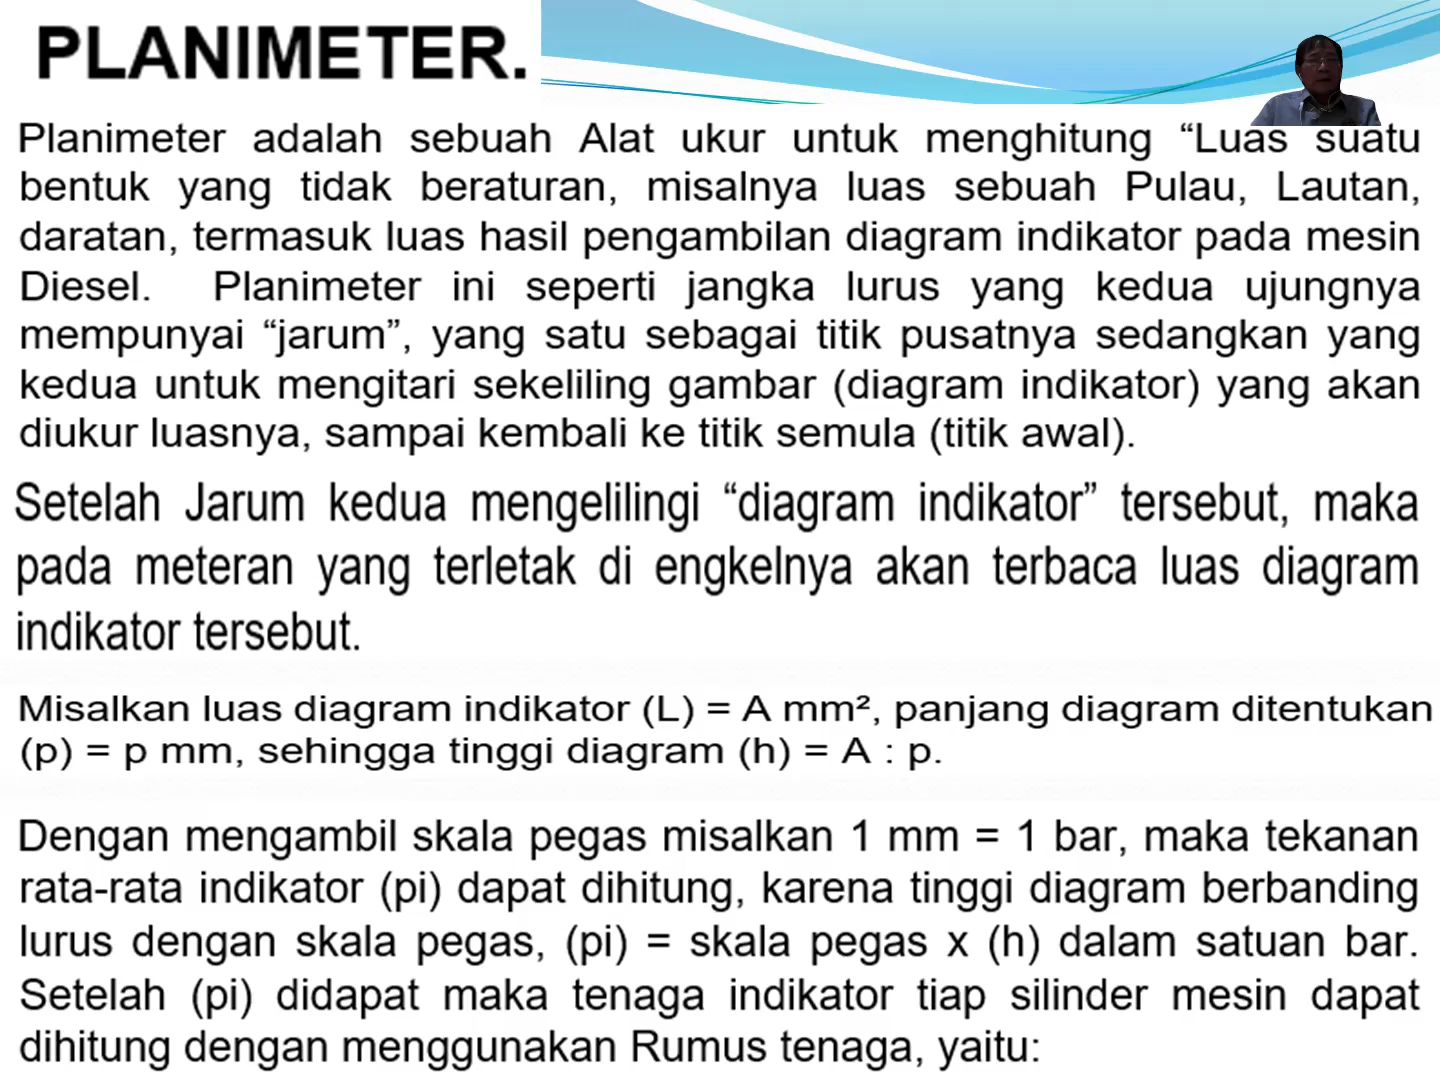 PLANIMETER.
Planimeter adalah sebuah Alat ukur untuk menghitung “Luas suatu
bentuk yang tidak beraturan, misalnya luas sebuah Pulau, Lautan,
daratan, termasuk luas hasil pengambilan diagram indikator pada mesin
Diesel. Planimeter ini seperti jangka lurus yang kedua ujungnya
mempunyai “jarum”, yang satu sebagai titik pusatnya sedangkan yang
kedua untuk mengitari sekeliling gambar (diagram indikator) yang akan
diukur luasnya, sampai kembali ke titik semula (titik awal).
Setelah Jarum kedua mengelilingi “diagram indikator” tersebut, maka
pada meteran yang terletak di engkelnya akan terbaca luas diagram
indikator tersebut.
Misalkan luas diagram indikator (L) = A mm², panjang diagram ditentukan
(p) = p mm, sehingga tinggi diagram (h) = A : p.
Dengan mengambil skala pegas misalkan 1 mm = 1 bar, maka tekanan
rata-rata indikator (pi) dapat dihitung, karena tinggi diagram berbanding
lurus dengan skala pegas, (pi) = skala pegas x (h) dalam satuan bar.
Setelah (pi) didapat maka tenaga indikator tiap silinder mesin dapat
dihitung dengan menggunakan Rumus tenaga, yaitu: